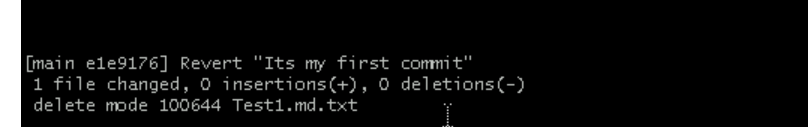 [main e1e9176] Revert "Its my first commit"
1 file changed, 0 insertions(+), 0 deletions(-)
delete mode 100644 Test1.md.txt